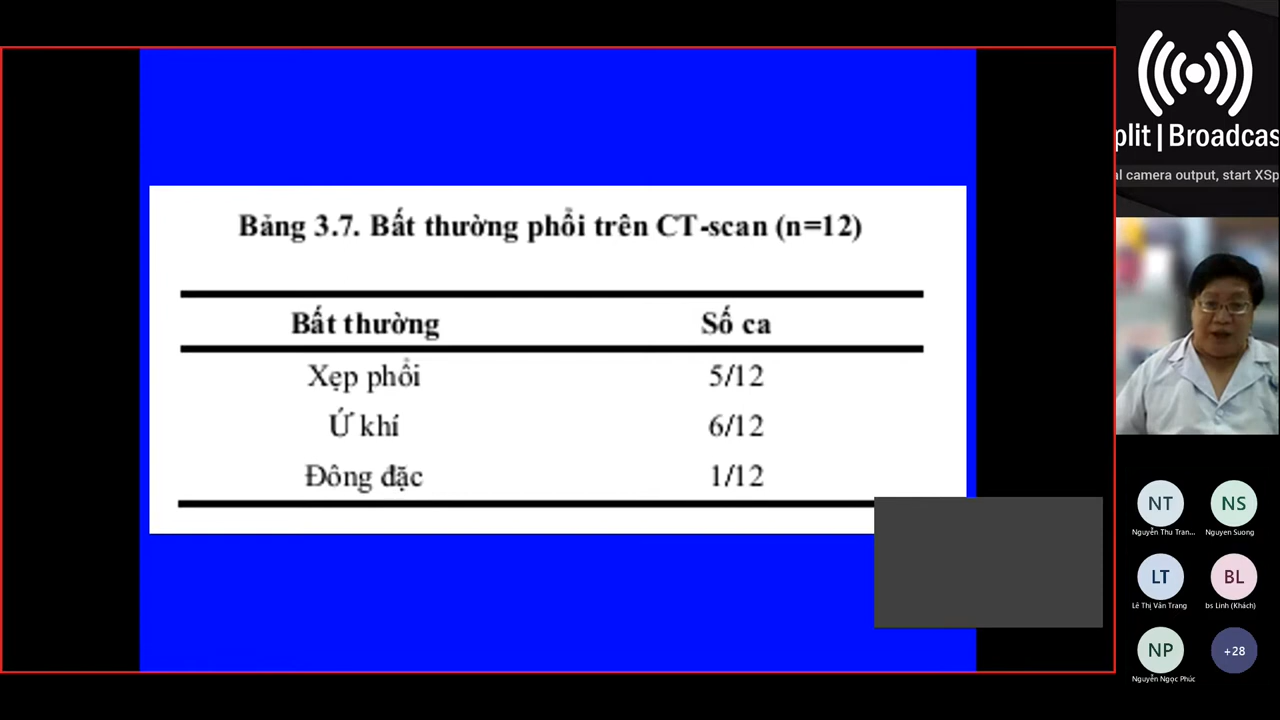 Bảng 3.7. Bất thường phổi trên CT-scan (n=12)
Bất thường Số ca
Xẹp phổi 5/12
Ứ khí 6/12
Đông đặc 1/12
plit | Broadcas
al camera output, start XSp
NT NS
Nguyễn Thu Tran... Nguyen Suong
LT BL
Lê Thị Vân Trang bs Linh (Khách)
NP +28
Nguyễn Ngọc Phúc